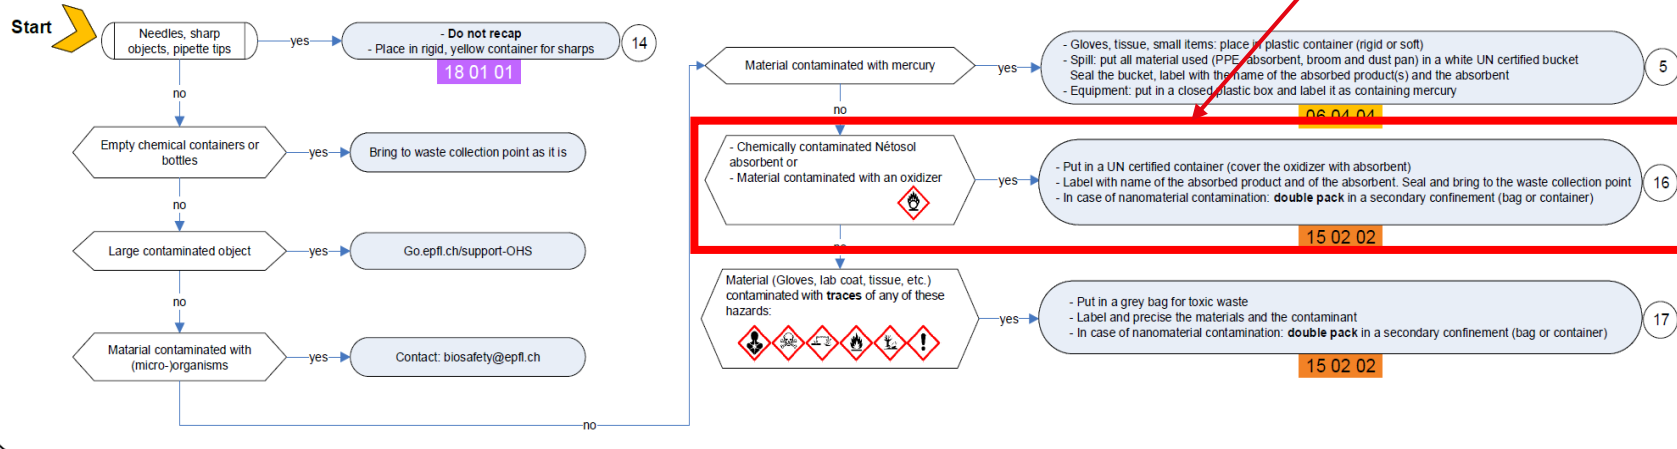 Start
Needles, sharp
objects, pipette tips
yes
- Do not recap
- Place in rigid, yellow container for sharps
14
18 01 01
no
Empty chemical containers or
bottles
yes
Bring to waste collection point as it is
no
Large contaminated object
yes
Go.epfl.ch/support-OHS
no
Matarial contaminated with
(micro-)organisms
yes
Contact: biosafety@epfl.ch
no
Material contaminated with mercury
yes
- Gloves, tissue, small items: place in plastic container (rigid or soft)
- Spill: put all material used (PPE, absorbent, broom and dust pan) in a white UN certified bucket
Seal the bucket, label with the name of the absorbed product(s) and the absorbent
- Equipment: put in a closed plastic box and label it as containing mercury
5
06 04 04
no
- Chemically contaminated Nétosol
absorbent or
- Material contaminated with an oxidizer
yes
- Put in a UN certified container (cover the oxidizer with absorbent)
- Label with name of the absorbed product and of the absorbent. Seal and bring to the waste collection point
- In case of nanomaterial contamination: double pack in a secondary confinement (bag or container)
16
15 02 02
no
Material (Gloves, lab coat, tissue, etc.)
contaminated with traces of any of these
hazards:
yes
- Put in a grey bag for toxic waste
- Label and precise the materials and the contaminant
- In case of nanomaterial contamination: double pack in a secondary confinement (bag or container)
17
15 02 02